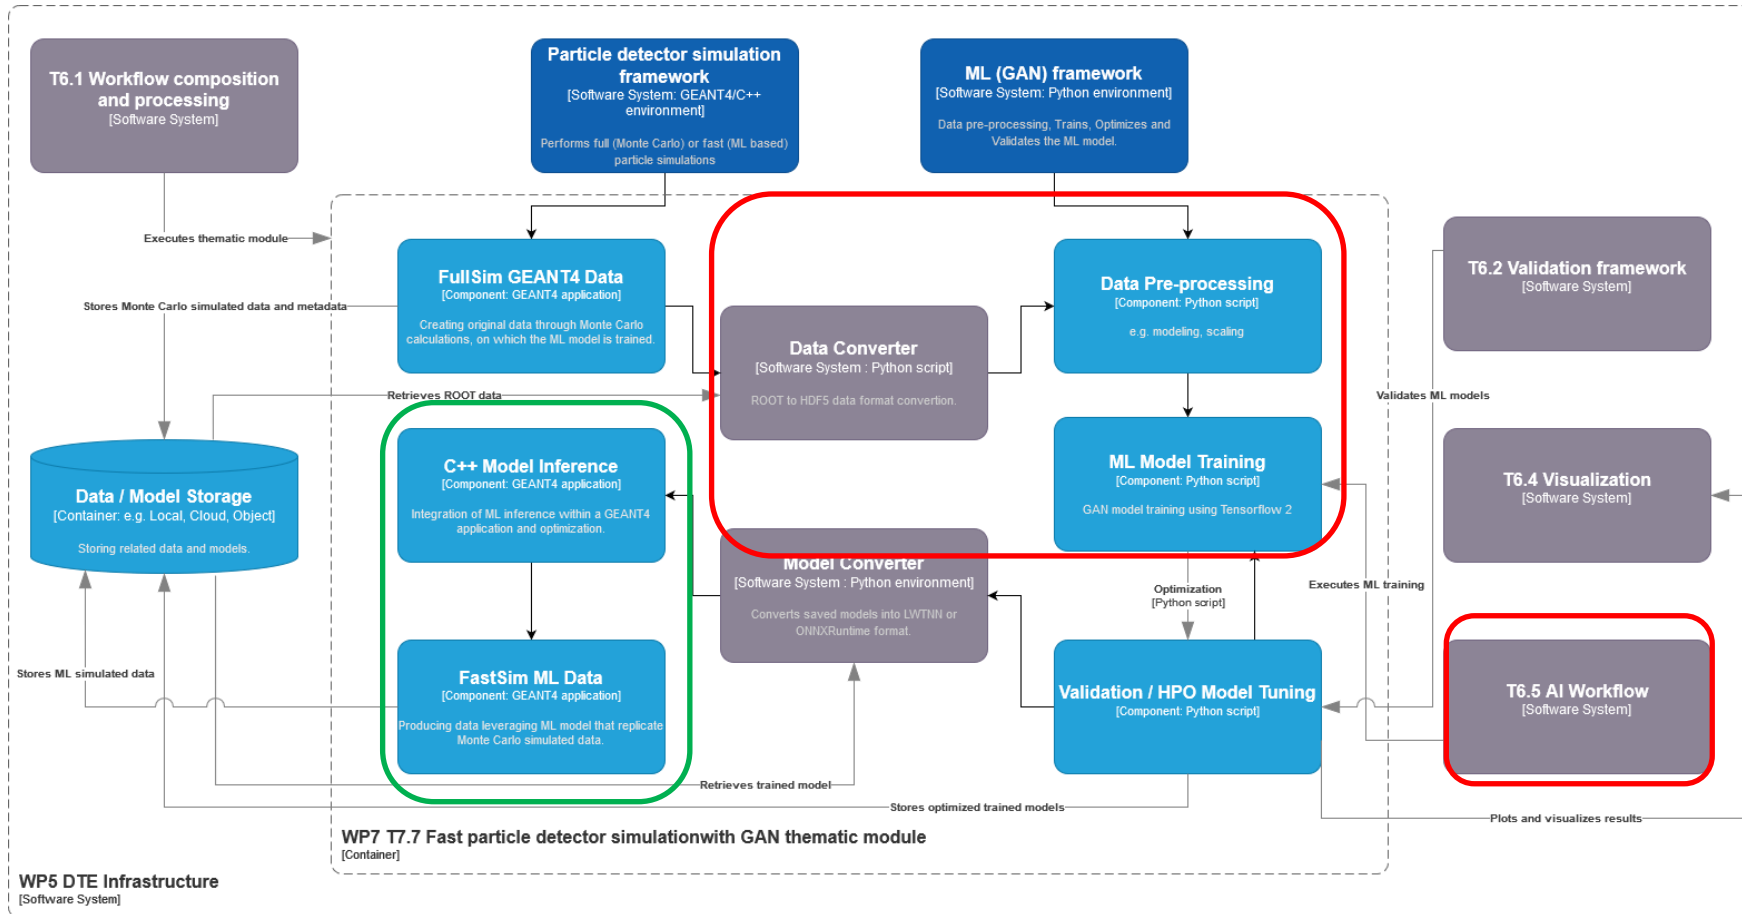 T6.1 Workflow composition
and processing
[Software System]
Particle detector simulation
framework
[Software System: GEANT4/C++
environment]
Performs full (Monte Carlo) or fast (ML based)
particle simulations
ML (GAN) framework
[Software System: Python environment]
Data pre-processing, Trains, Optimizes and
Validates the ML model.
Executes thematic module
FullSim GEANT4 Data
[Component: GEANT4 application]
Creating original data through Monte Carlo
calculations, on which the ML model is trained.
Data Pre-processing
[Component: Python script]
e.g. modeling, scaling
T6.2 Validation framework
[Software System]
Stores Monte Carlo simulated data and metadata
Data Converter
[Software System : Python script]
ROOT to HDF5 data format convertion.
Retrieves ROOT data
Validates ML models
C++ Model Inference
[Component: GEANT4 application]
Integration of ML inference within a GEANT4
application and optimization.
ML Model Training
[Component: Python script]
GAN model training using Tensorflow 2
T6.4 Visualization
[Software System]
Data / Model Storage
[Container: e.g. Local, Cloud, Object]
Storing related data and models.
Model Converter
[Software System : Python environment]
Converts saved models into LWTNN or
ONNXRuntime format.
Optimization
[Python script]
Executes ML training
Stores ML simulated data
FastSim ML Data
[Component: GEANT4 application]
Producing data leveraging ML model that replicate
Monte Carlo simulated data.
Validation / HPO Model Tuning
[Component: Python script]
T6.5 AI Workflow
[Software System]
Retrieves trained model
Stores optimized trained models
Plots and visualizes results
WP7 T7.7 Fast particle detector simulationwith GAN thematic module
[Container]
WP5 DTE Infrastructure
[Software System]